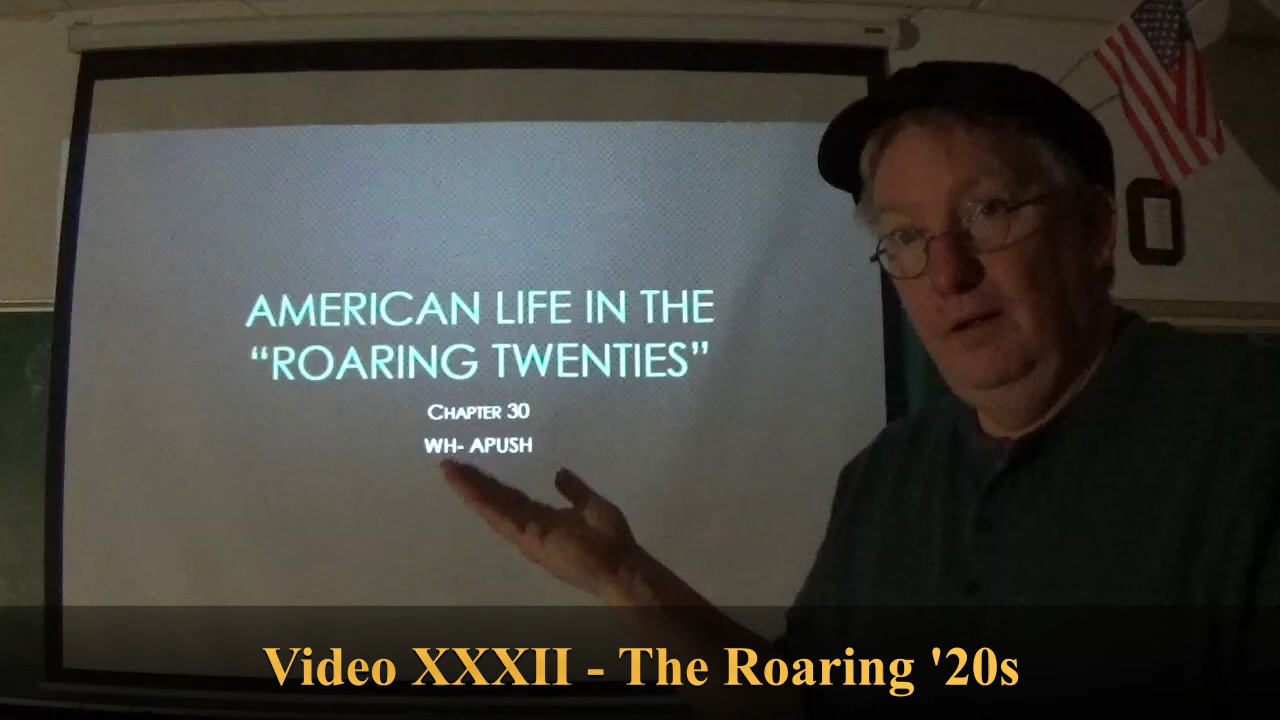 AMERICAN LIFE IN THE
“ROARING TWENTIES”
CHAPTER 30
WH- APUSH
Video XXXII - The Roaring '20s